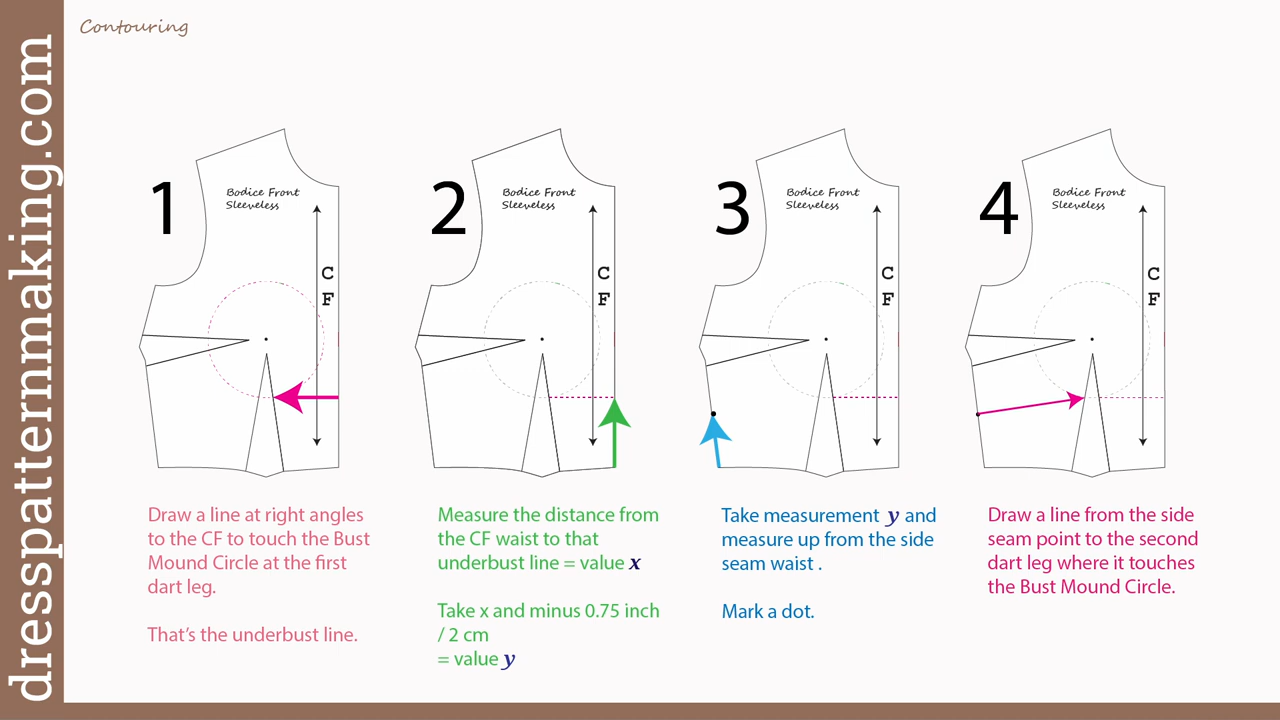 Contouring
dresspatternmaking.com
1
Bodice Front
Sleeveless
C
F
2
Bodice Front
Sleeveless
C
F
3
Bodice Front
Sleeveless
C
F
4
Bodice Front
Sleeveless
C
F
Draw a line at right angles
to the CF to touch the Bust
Mound Circle at the first
dart leg.
That's the underbust line.
Measure the distance from
the CF waist to that
underbust line = value x
Take x and minus 0.75 inch
/ 2 cm
= value y
Take measurement y and
measure up from the side
seam waist .
Mark a dot.
Draw a line from the side
seam point to the second
dart leg where it touches
the Bust Mound Circle.